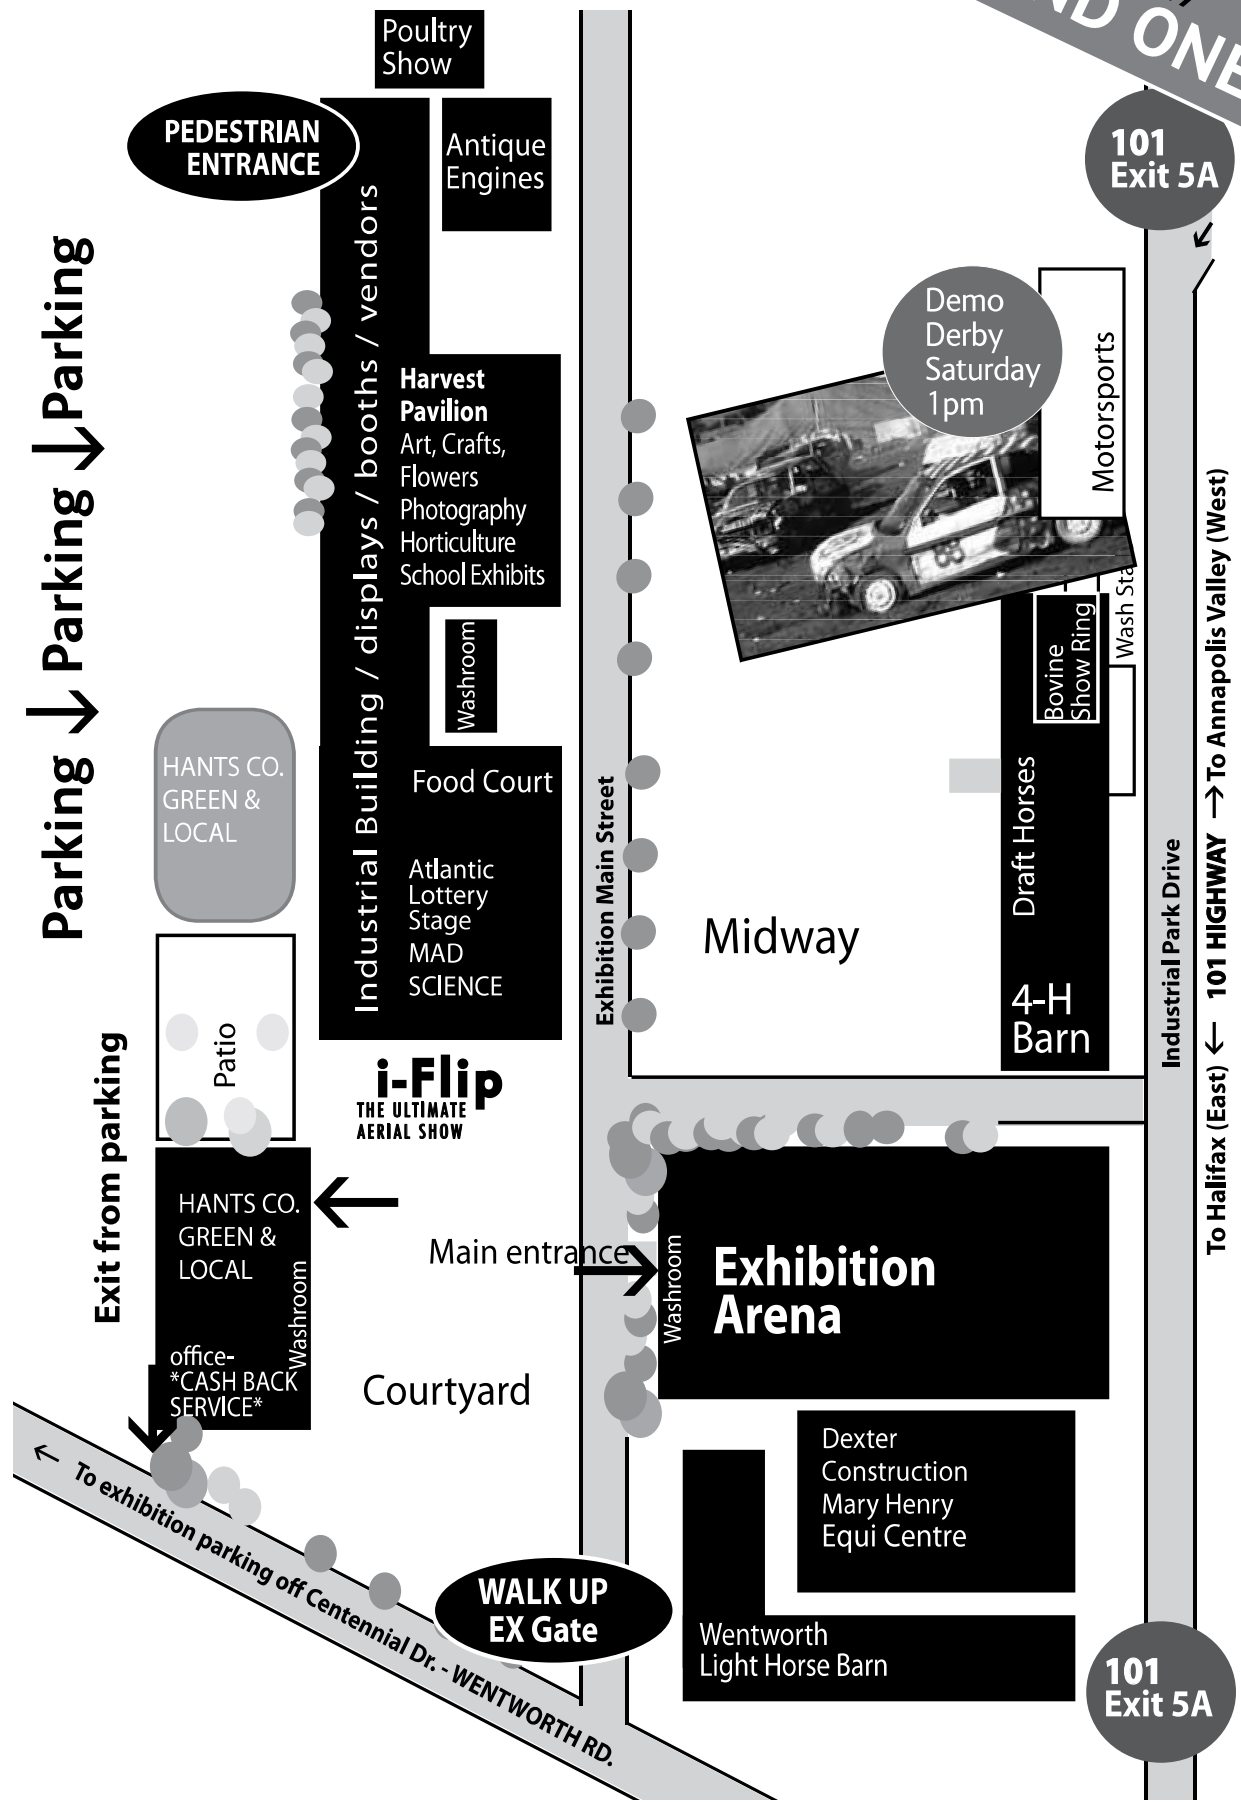 ND ONE
Poultry
Show
PEDESTRIAN
ENTRANCE
Antique
Engines
101
Exit 5A
Parking
Parking
Parking
Industrial Building / displays / booths / vendors
Harvest
Pavilion
Art, Crafts,
Flowers
Photography
Horticulture
School Exhibits
Demo
Derby
Saturday
1pm
Motorsports
Washroom
Wash Sta
Bovine
Show Ring
HANTS CO.
GREEN &
LOCAL
Food Court
Atlantic
Lottery
Stage
MAD
SCIENCE
Exhibition Main Street
Midway
Draft Horses
4-H
Barn
Industrial Park Drive
To Halifax (East) ← 101 HIGHWAY → To Annapolis Valley (West)
Patio
Exit from parking
i-Flip
THE ULTIMATE
AERIAL SHOW
HANTS CO.
GREEN &
LOCAL
Washroom
office-
*CASH BACK
SERVICE*
Main entrance
Washroom
Exhibition
Arena
Courtyard
Dexter
Construction
Mary Henry
Equi Centre
← To exhibition parking off Centennial Dr. - WENTWORTH RD.
WALK UP
EX Gate
Wentworth
Light Horse Barn
101
Exit 5A